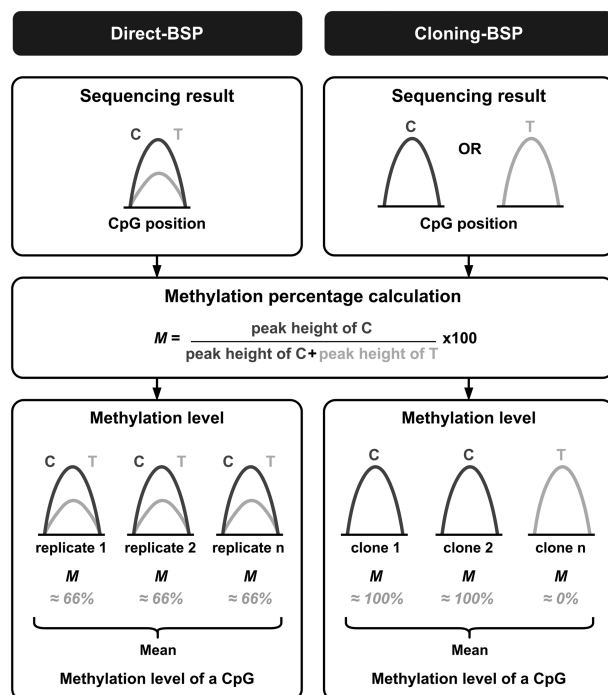 Direct-BSP
Cloning-BSP
Sequencing result
C T
CpG position
Sequencing result
C OR T
CpG position
Methylation percentage calculation
M = peak height of C
peak height of C+peak height of T
x100
Methylation level
C T C T C T
replicate 1 replicate 2 replicate n
M M M
≈ 66% ≈ 66% ≈ 66%
Mean
Methylation level of a CpG
Methylation level
C C T
clone 1 clone 2 clone n
M M M
≈ 100% ≈ 100% ≈ 0%
Mean
Methylation level of a CpG